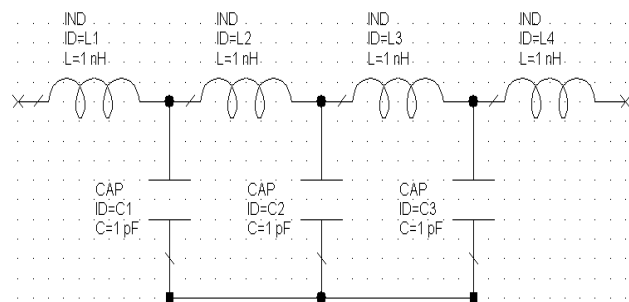 IND
ID=L1
L=1 nH
IND
ID=L2
L=1 nH
IND
ID=L3
L=1 nH
IND
ID=L4
L=1 nH
CAP
ID=C1
C=1 pF
CAP
ID=C2
C=1 pF
CAP
ID=C3
C=1 pF